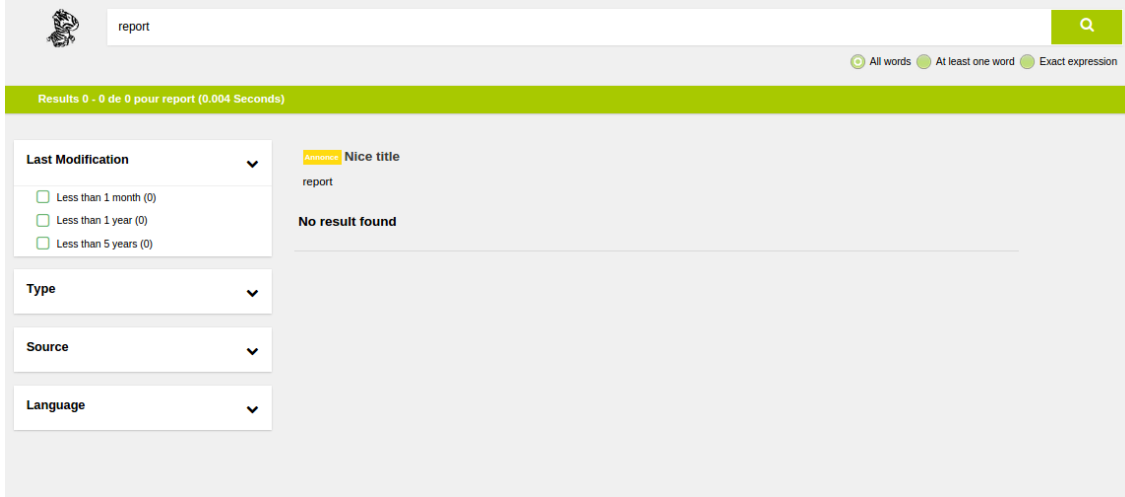 report
All words At least one word Exact expression
Results 0 - 0 de 0 pour report (0.004 Seconds)
Last Modification
Less than 1 month (0)
Less than 1 year (0)
Less than 5 years (0)
Type
Source
Language
Annonce Nice title
report
No result found